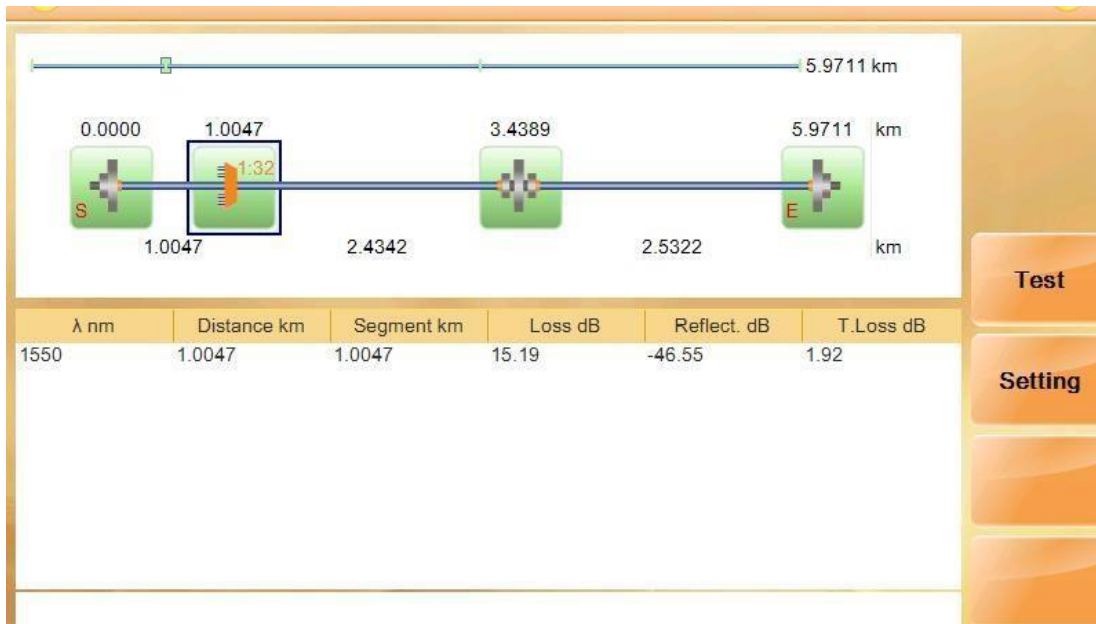 5.9711 km
0.0000 1.0047 3.4389 5.9711 km
1:32
S E
1.0047 2.4342 2.5322 km
Test
λ nm Distance km Segment km Loss dB Reflect. dB T.Loss dB
1550 1.0047 1.0047 15.19 -46.55 1.92
Setting